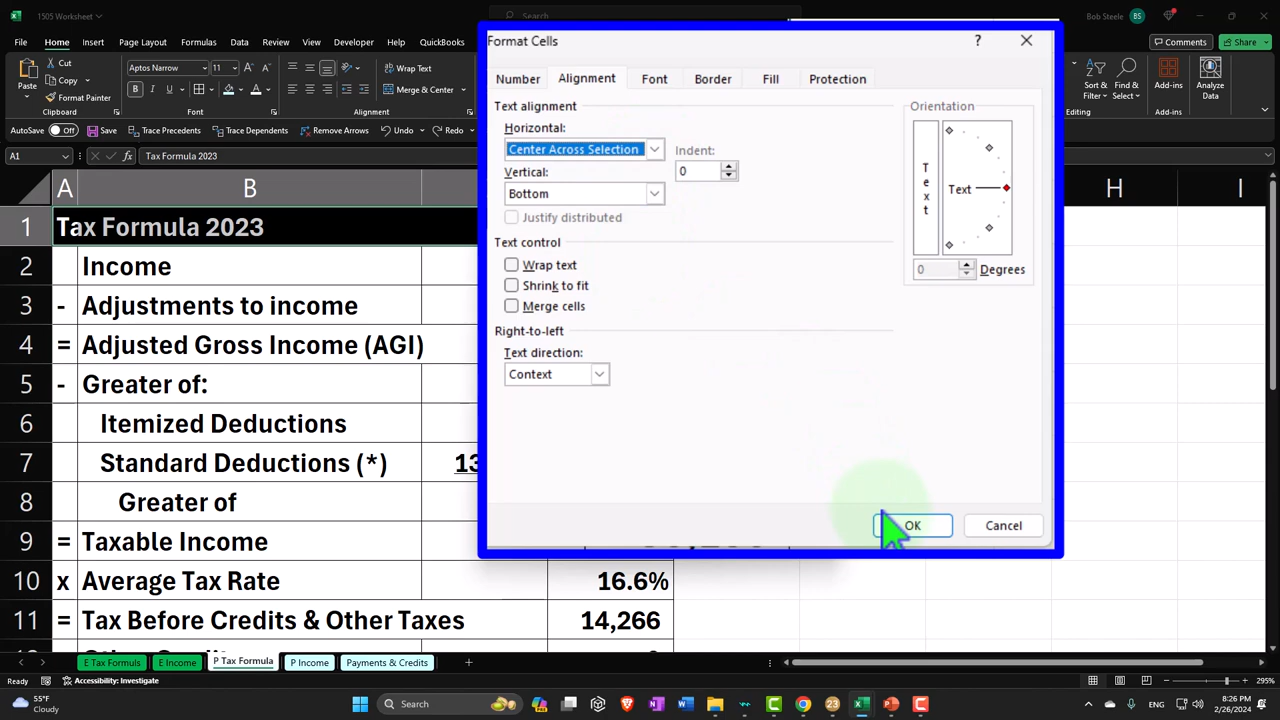 1505 Worksheet
Search
Bob Steele BS
File Home Insert Page Layout Formulas Data Review View Developer Help QuickBooks
Comments Share
Cut
Copy
Format Painter
Paste
Clipboard
Aptos Narrow 11
B I U
Font
Wrap Text
Merge & Center
Sort & Filter
Find & Select
Editing
Add-ins
Add-ins
Analyze Data
AutoSave Off Save Trace Precedents Trace Dependents Remove Arrows Undo Redo
A1 fx Tax Formula 2023
Format Cells ?
Number Alignment Font Border Fill Protection
Text alignment
Horizontal:
Center Across Selection
Indent:
0
Vertical:
Bottom
Justify distributed
Text control
Wrap text
Shrink to fit
Merge cells
Right-to-left
Text direction:
Context
Orientation
Text
Text
0 Degrees
OK Cancel
A B H I
1 Tax Formula 2023
2 Income
3 - Adjustments to income
4 = Adjusted Gross Income (AGI)
5 - Greater of:
6 Itemized Deductions
7 Standard Deductions (*) 13
8 Greater of
9 = Taxable Income
10 x Average Tax Rate 16.6%
11 = Tax Before Credits & Other Taxes 14,266
E Tax Formuls E Income P Tax Formula P Income Payments & Credits
Ready Accessibility: Investigate 295%
55°F
Cloudy
Search
23
ENG
8:26 PM
2/26/2024